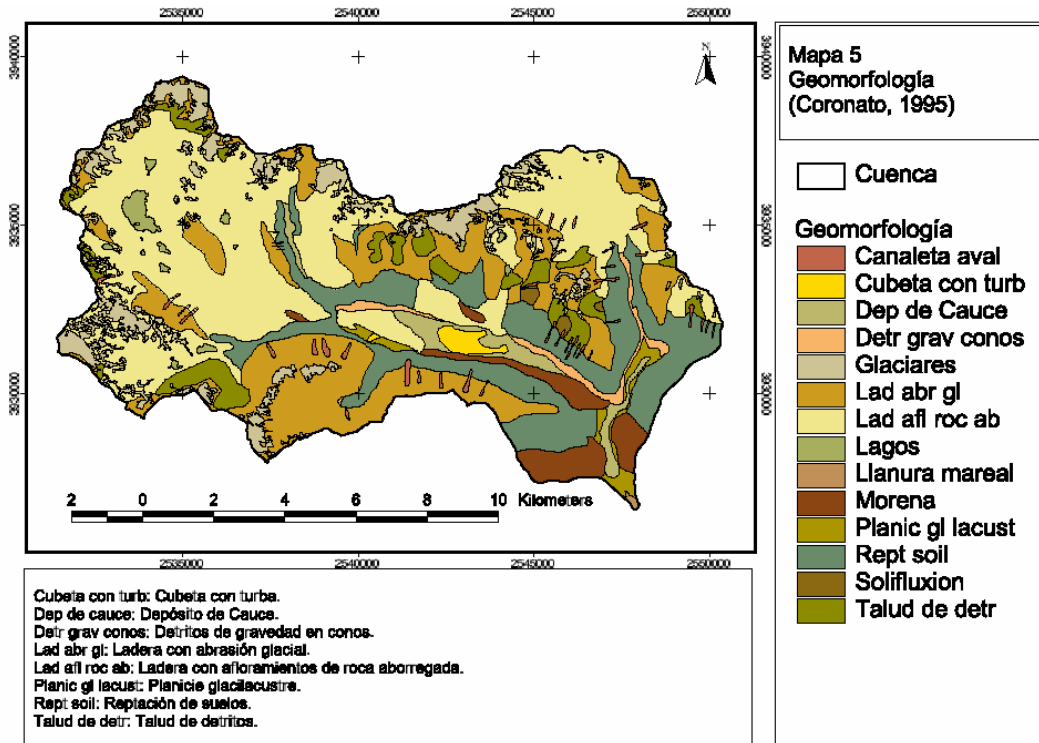 2535000 2540000 2545000 2550000
3940000 3940000
3935000 3935000
3930000 3930000
N
2 0 2 4 6 8 10 Kilometers
2535000 2540000 2545000 2550000
Mapa 5
Geomorfología
(Coronato, 1995)
Cuenca
Geomorfología
Canaleta aval
Cubeta con turb
Dep de Cauce
Detr grav conos
Glaciares
Lad abr gl
Lad afl roc ab
Lagos
Llanura mareal
Morena
Planic gl lacust
Rept soil
Solifluxion
Talud de detr
Cubeta con turb: Cubeta con turba.
Dep de cauce: Depósito de Cauce.
Detr grav conos: Detritos de gravedad en conos.
Lad abr gl: Ladera con abrasión glacial.
Lad afl roc ab: Ladera con afloramientos de roca aborregada.
Planic gl lacust: Planicie glacilacustre.
Rept soil: Reptación de suelos.
Talud de detr: Talud de detritos.